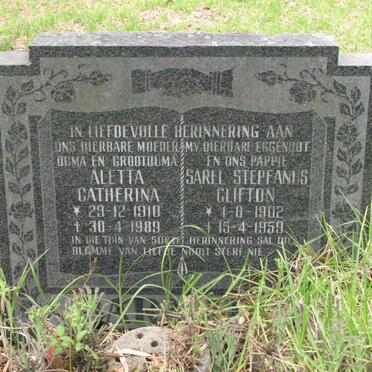 IN LIEFDEVOLLE HERINNERING AAN
ONS DIERBARE MOEDER
OUMA EN GROOTOUMA
ALETTA
CATHERINA
* 29-12-1910
† 30-4-1989
MY DIERBARE EGGENOOT
EN ONS PAPPIE
SAREL STEPFANUS
CLIFTON
* 1-8-1902
† 15-4-1959
IN DIE TUIN VAN SOETE HERINNERING SAL DIE
BLOMME VAN LIEFDE NOOIT STERF NIE